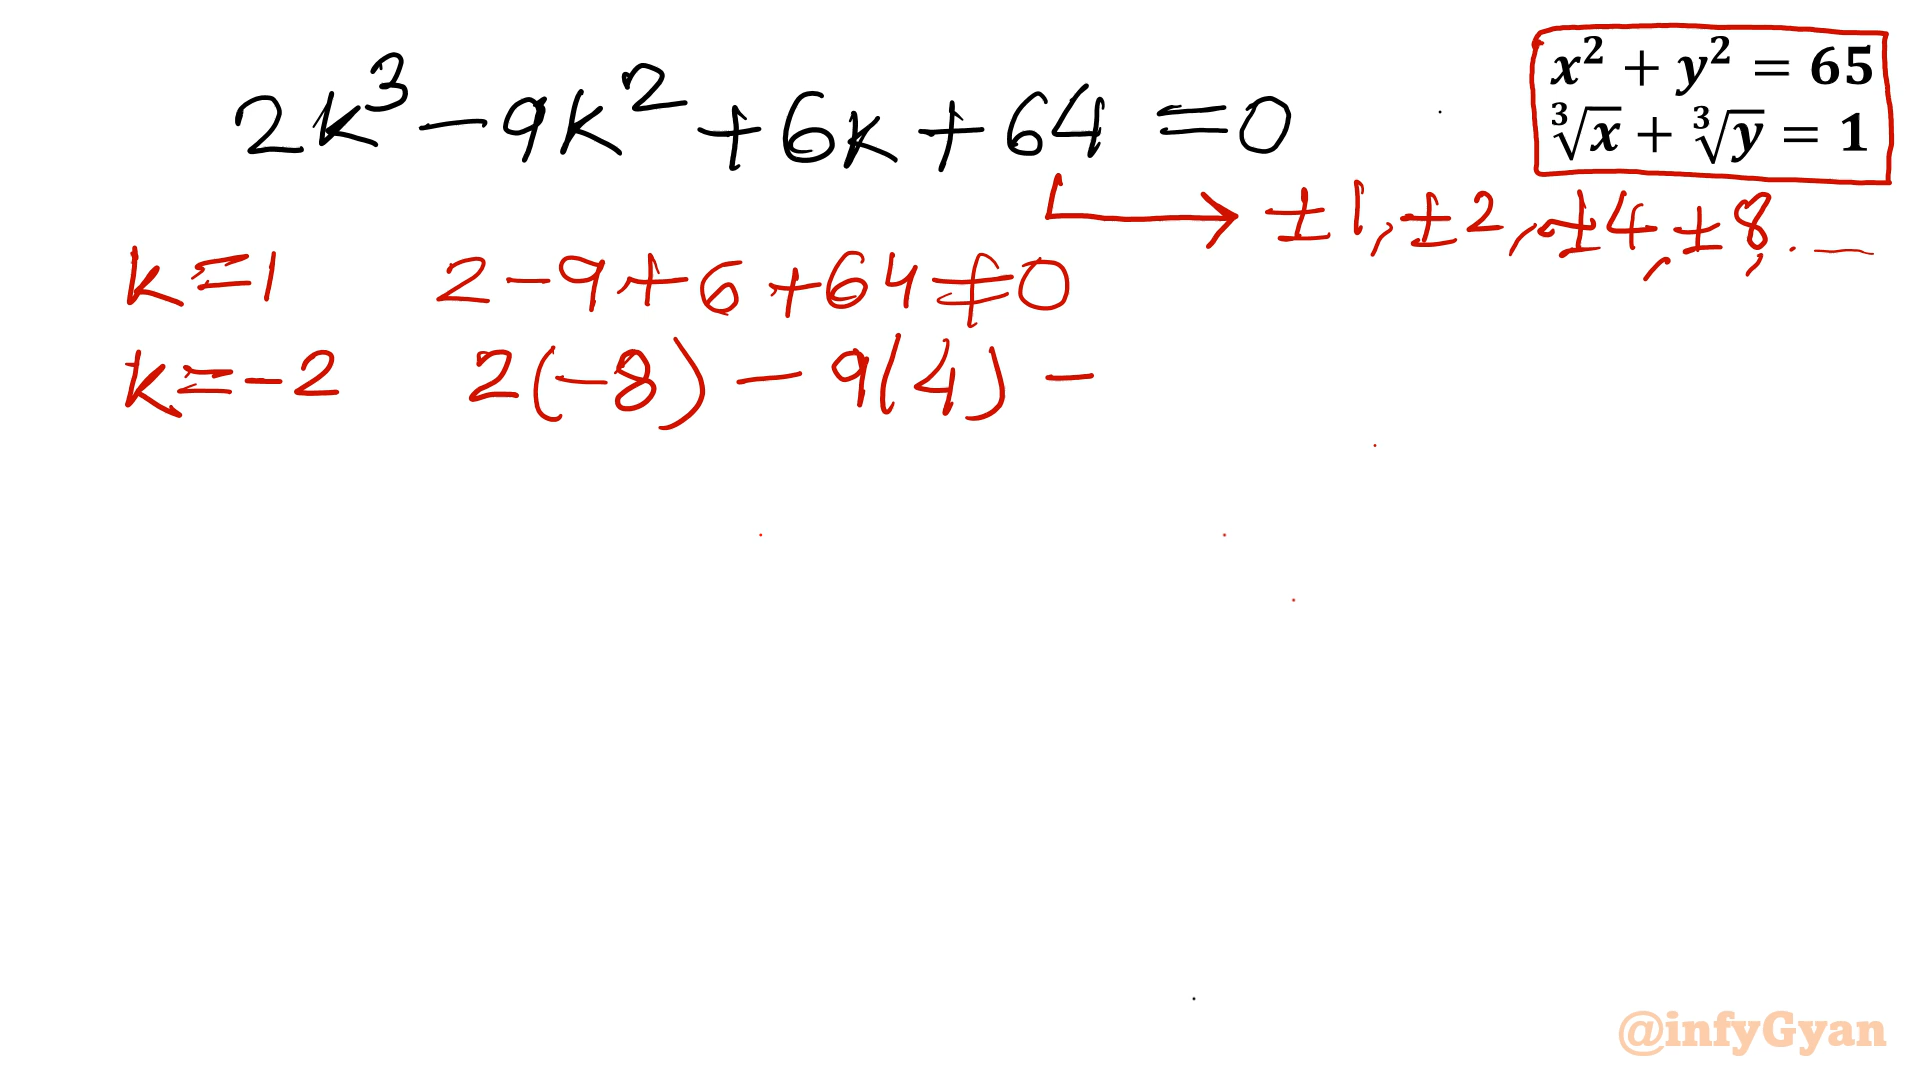 2k³ - 9k² + 6k + 64 = 0
x² + y² = 65
∛x + ∛y = 1
±1, ±2, ±4, ±8, .....
k = 1 2 - 9 + 6 + 64 ≠ 0
k = -2 2(-8) - 9(4) -
@infyGyan